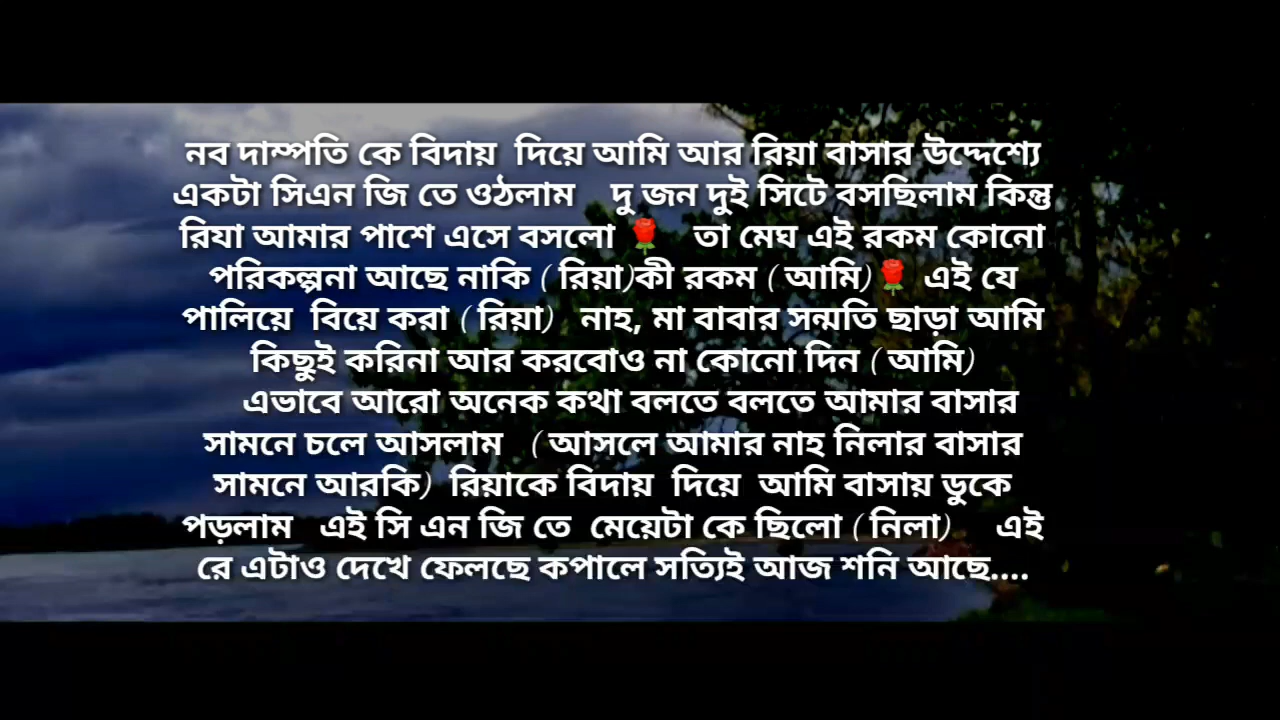 নব দাম্পতি কে বিদায় দিয়ে আমি আর রিয়া বাসার উদ্দেশ্যে
একটা সিএন জি তে ওঠলাম দু জন দুই সিটে বসছিলাম কিন্তু
রিযা আমার পাশে এসে বসলো 🌹 তা মেঘ এই রকম কোনো
পরিকল্পনা আছে নাকি ( রিয়া)কী রকম ( আমি)🌹 এই যে
পালিয়ে বিয়ে করা ( রিয়া) নাহ, মা বাবার সন্মতি ছাড়া আমি
কিছুই করিনা আর করবোও না কোনো দিন ( আমি)
এভাবে আরো অনেক কথা বলতে বলতে আমার বাসার
সামনে চলে আসলাম ( আসলে আমার নাহ নিলার বাসার
সামনে আরকি) রিয়াকে বিদায় দিয়ে আমি বাসায় ডুকে
পড়লাম এই সি এন জি তে মেয়েটা কে ছিলো ( নিলা) এই
রে এটাও দেখে ফেলছে কপালে সত্যিই আজ শনি আছে....